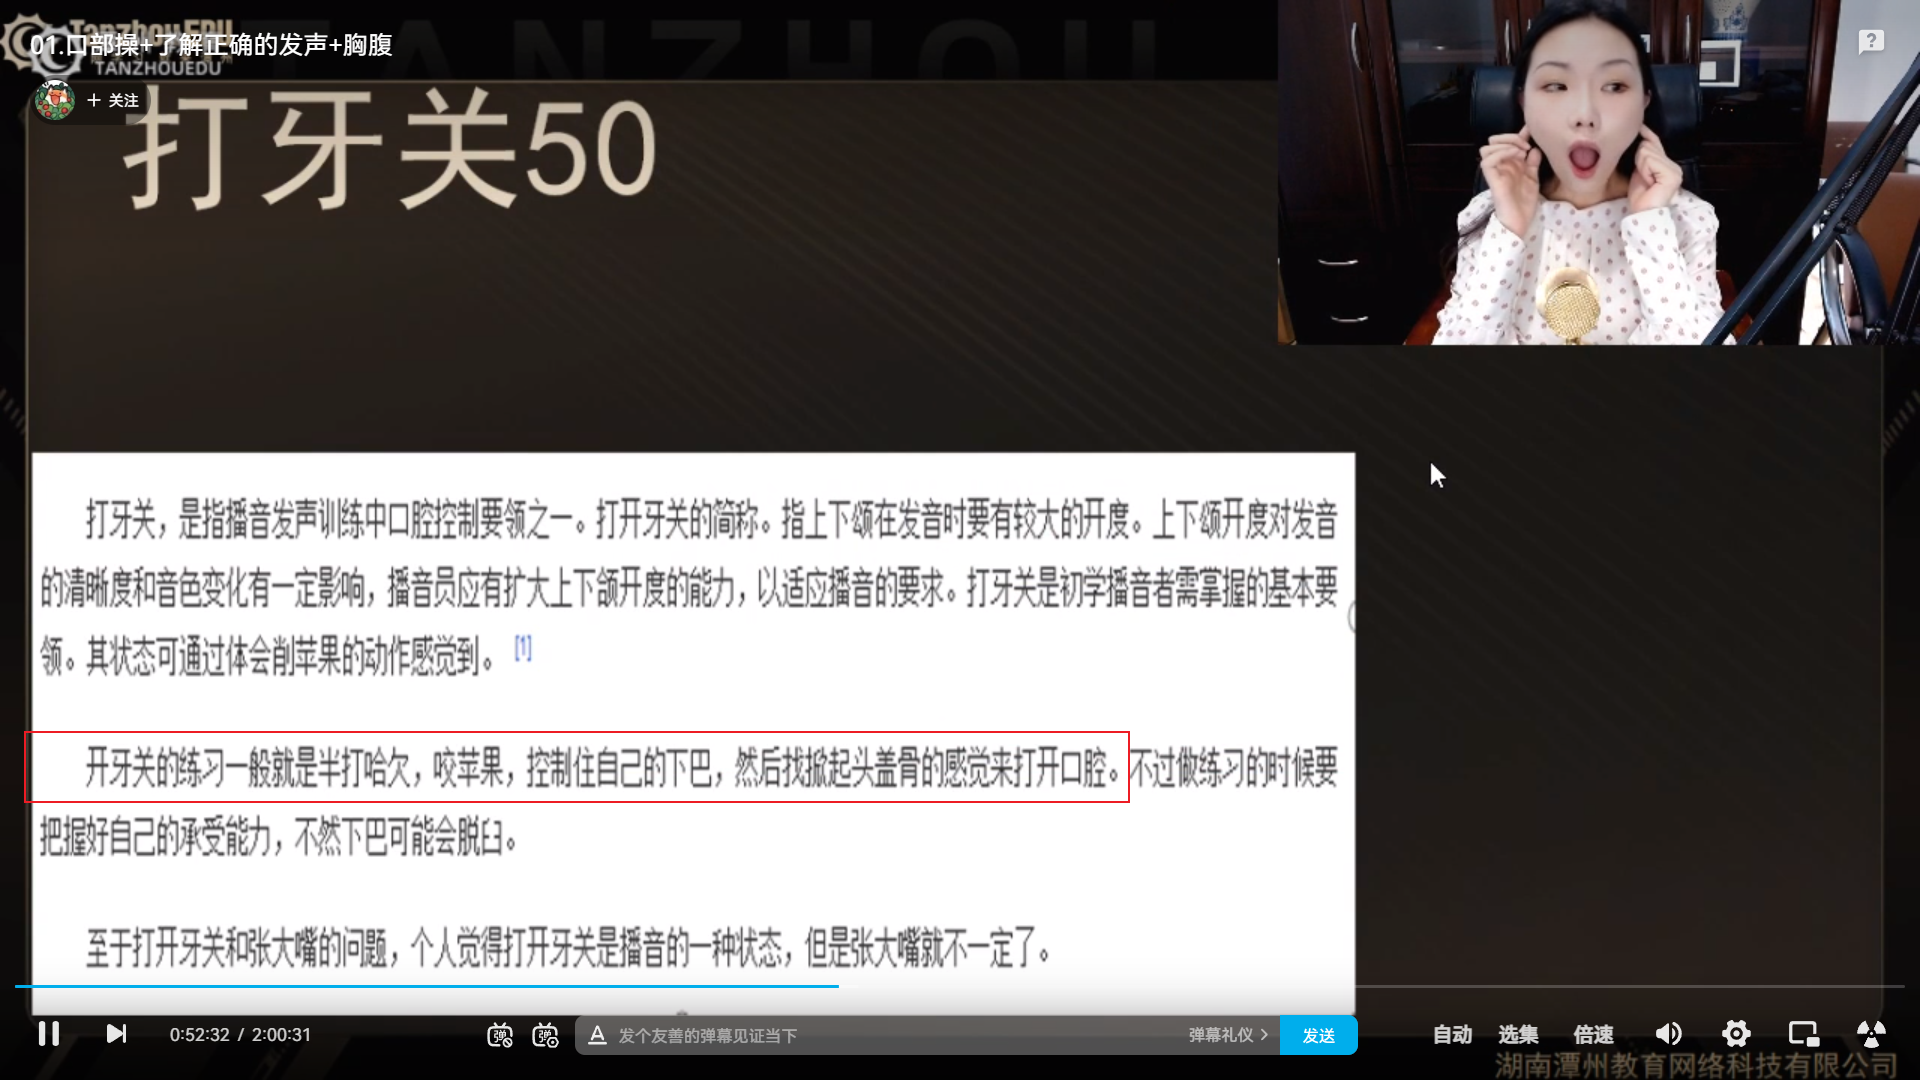 01.口部操+了解正确的发声+胸腹
TanzhouEDU
TANZHOUEDU
TANZHOU
+ 关注
打牙关50
打牙关，是指播音发声训练中口腔控制要领之一。打开牙关的简称。指上下颌在发音时要有较大的开度。上下颌开度对发音
的清晰度和音色变化有一定影响，播音员应有扩大上下颌开度的能力，以适应播音的要求。打牙关是初学播音者需掌握的基本要
领。其状态可通过体会削苹果的动作感觉到。 [1]
开牙关的练习一般就是半打哈欠，咬苹果，控制住自己的下巴，然后找掀起头盖骨的感觉来打开口腔。不过做练习的时候要
把握好自己的承受能力，不然下巴可能会脱臼。
至于打开牙关和张大嘴的问题，个人觉得打开牙关是播音的一种状态，但是张大嘴就不一定了。
0:52:32 / 2:00:31
弹
弹
A
发个友善的弹幕见证当下
弹幕礼仪 >
发送
自动
选集
倍速
湖南潭州教育网络科技有限公司